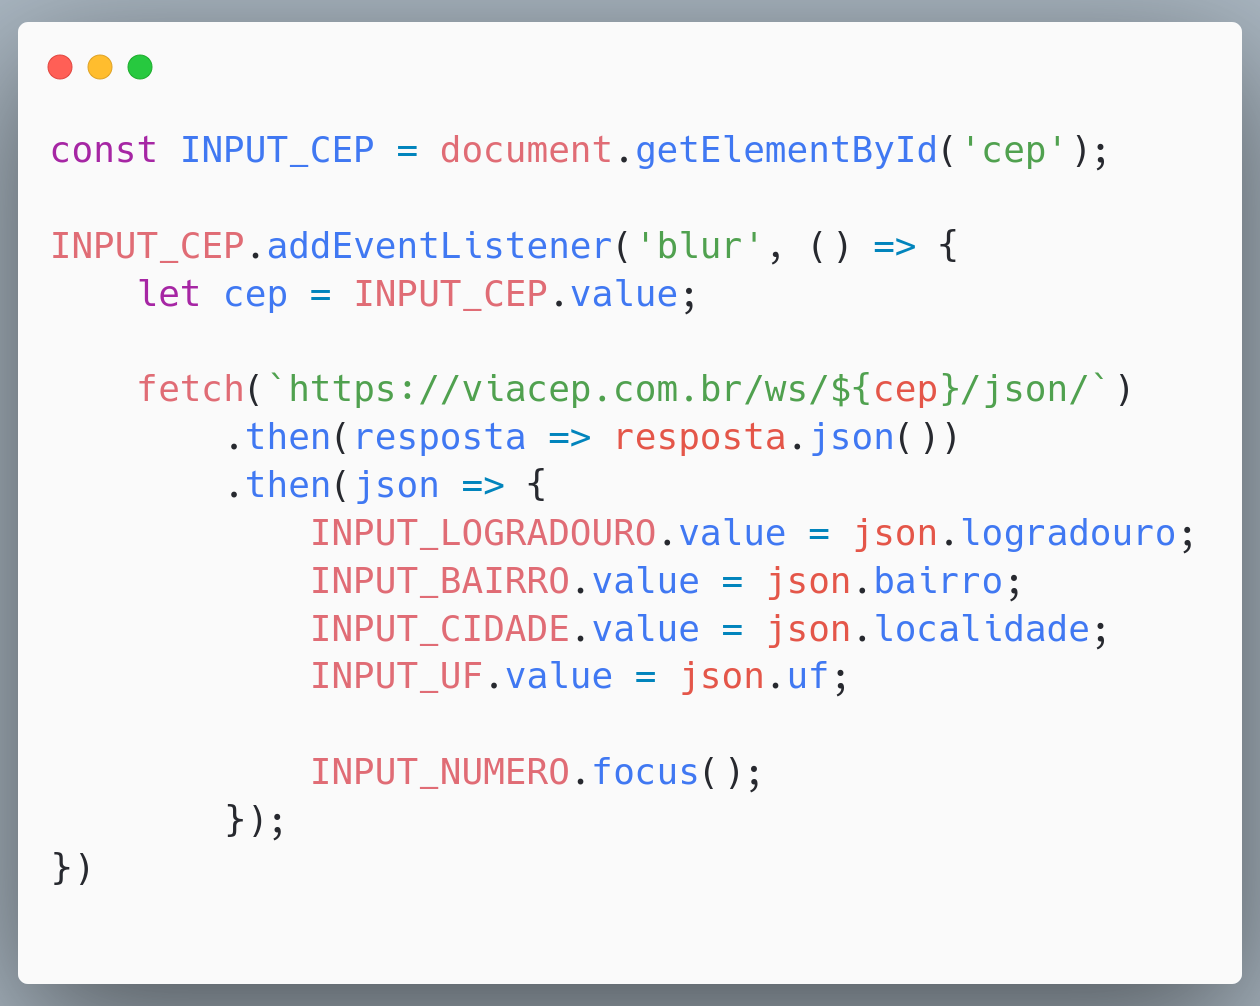 const INPUT_CEP = document.getElementById('cep');

INPUT_CEP.addEventListener('blur', () => {
    let cep = INPUT_CEP.value;

    fetch(`https://viacep.com.br/ws/${cep}/json/`)
        .then(resposta => resposta.json())
        .then(json => {
            INPUT_LOGRADOURO.value = json.logradouro;
            INPUT_BAIRRO.value = json.bairro;
            INPUT_CIDADE.value = json.localidade;
            INPUT_UF.value = json.uf;

            INPUT_NUMERO.focus();
        });
})